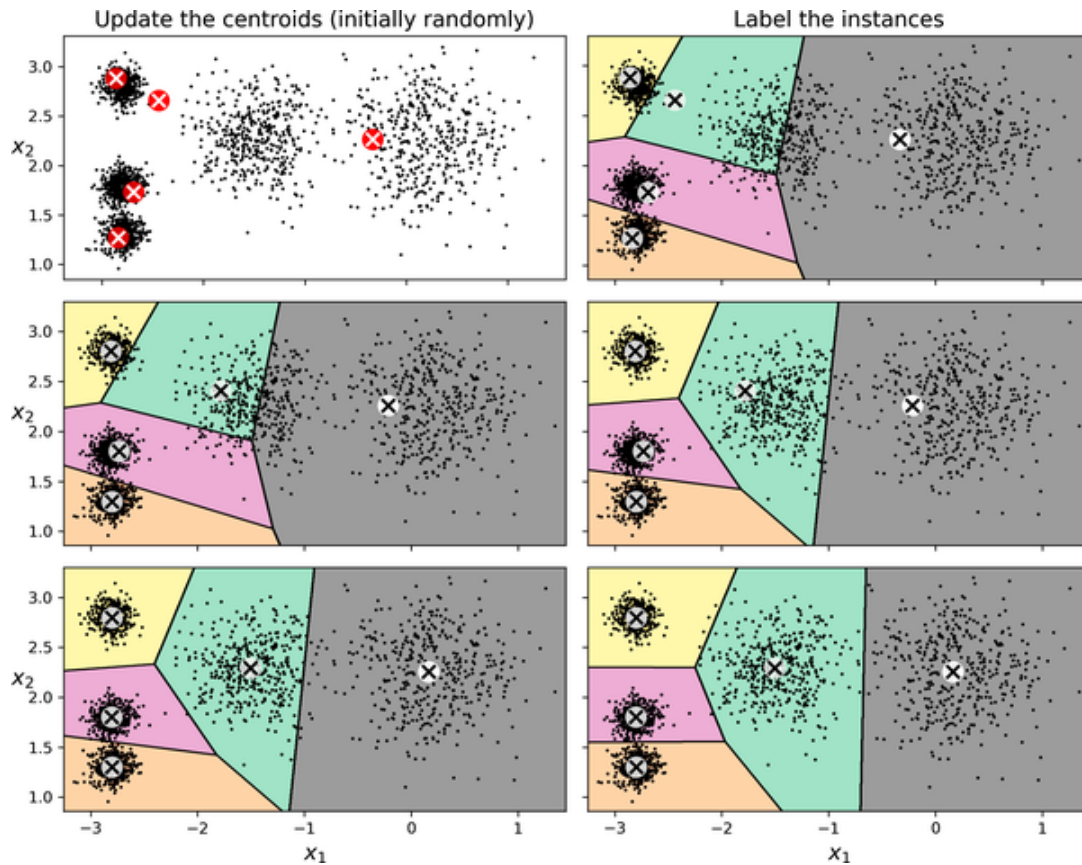 Update the centroids (initially randomly)
Label the instances
3.0
2.5
x₂
2.0
1.5
1.0
3.0
2.5
x₂
2.0
1.5
1.0
3.0
2.5
x₂
2.0
1.5
1.0
−3 −2 −1 0 1
−3 −2 −1 0 1
x₁
x₁